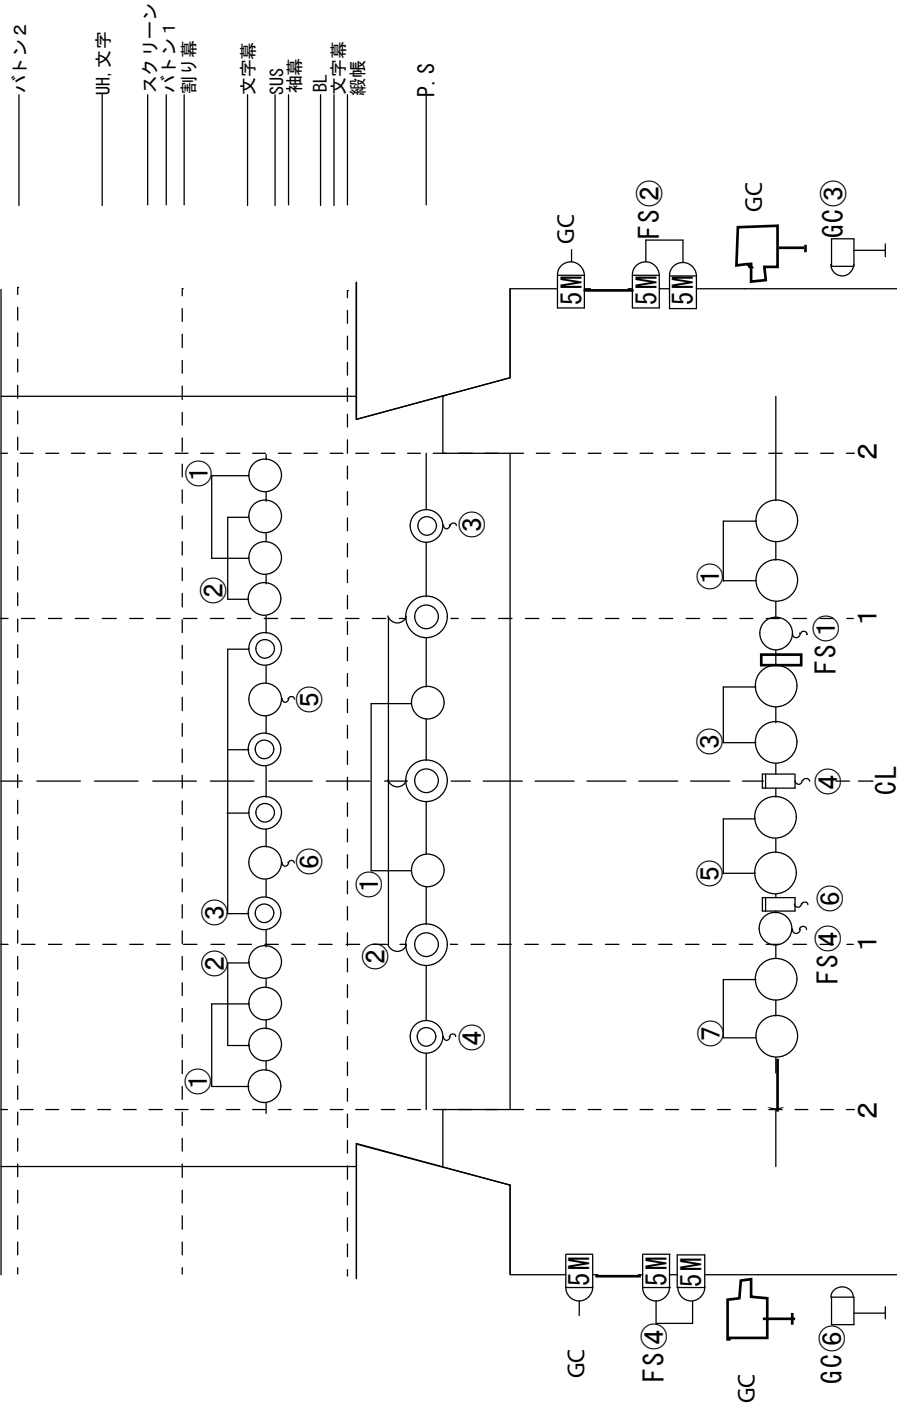 バトン2
UH,文字
スクリーン
バトン1
割り幕
文字幕
SUS
袖幕
BL
文字幕
緞帳
P.S
GC
5M
FS②
5M
5M
GC
GC③
①
②
⑤
③
⑥
②
①
③
①
②
④
2
①
1
FS①
③
④
CL
⑤
⑥
FS④
1
⑦
2
5M
GC
5M
5M
FS④
GC
GC⑥